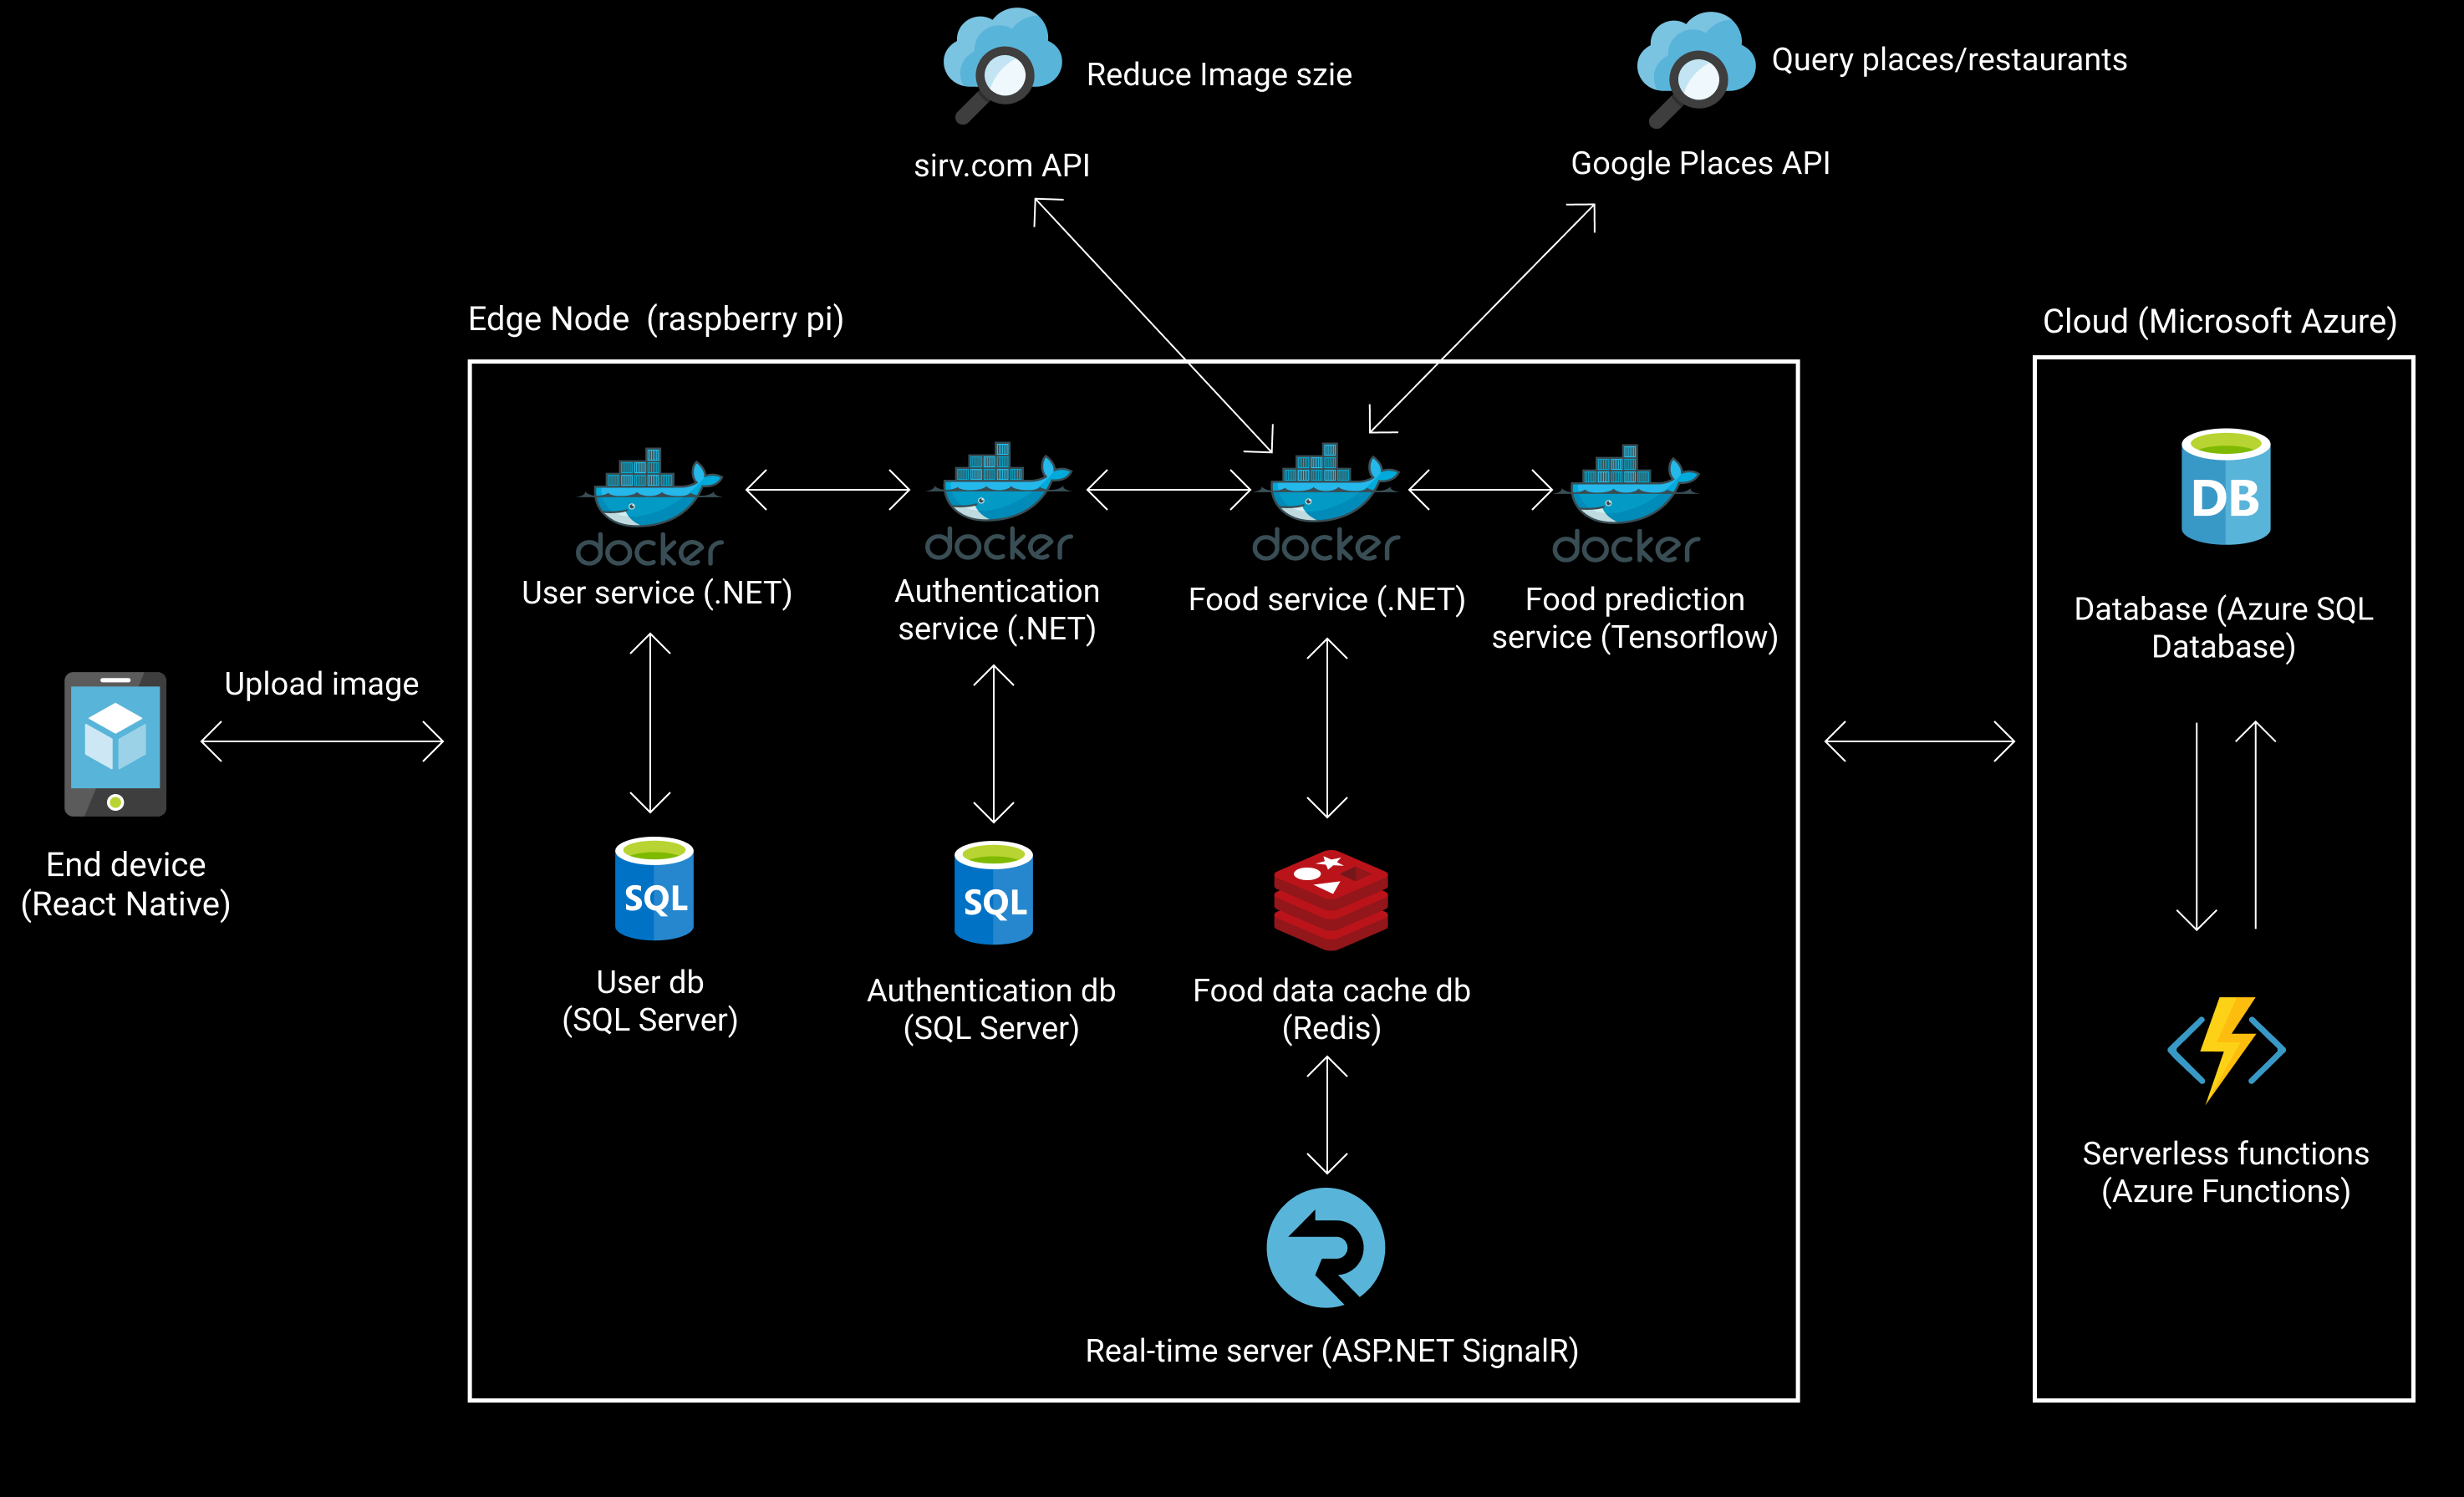 Reduce Image szie
Query places/restaurants
sirv.com API
Google Places API
Edge Node (raspberry pi)
Cloud (Microsoft Azure)
docker
docker
docker
docker
User service (.NET)
Authentication
service (.NET)
Food service (.NET)
Food prediction
service (Tensorflow)
DB
Database (Azure SQL
Database)
Upload image
End device
(React Native)
SQL
SQL
User db
(SQL Server)
Authentication db
(SQL Server)
Food data cache db
(Redis)
Serverless functions
(Azure Functions)
Real-time server (ASP.NET SignalR)